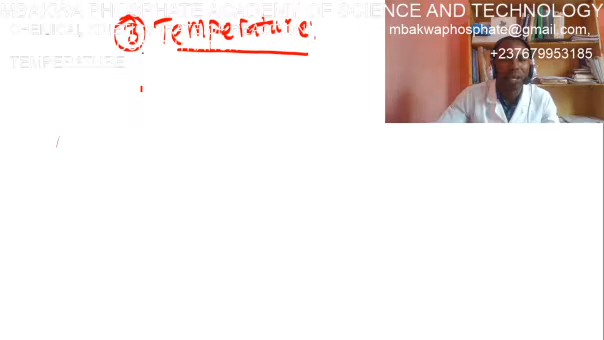 MBAKWA PHOSPHATE ACADEMY OF SCIENCE AND TECHNOLOGY
mbakwaphosphate@gmail.com,
③ Temperature:
+237679953185
TEMPERATURE